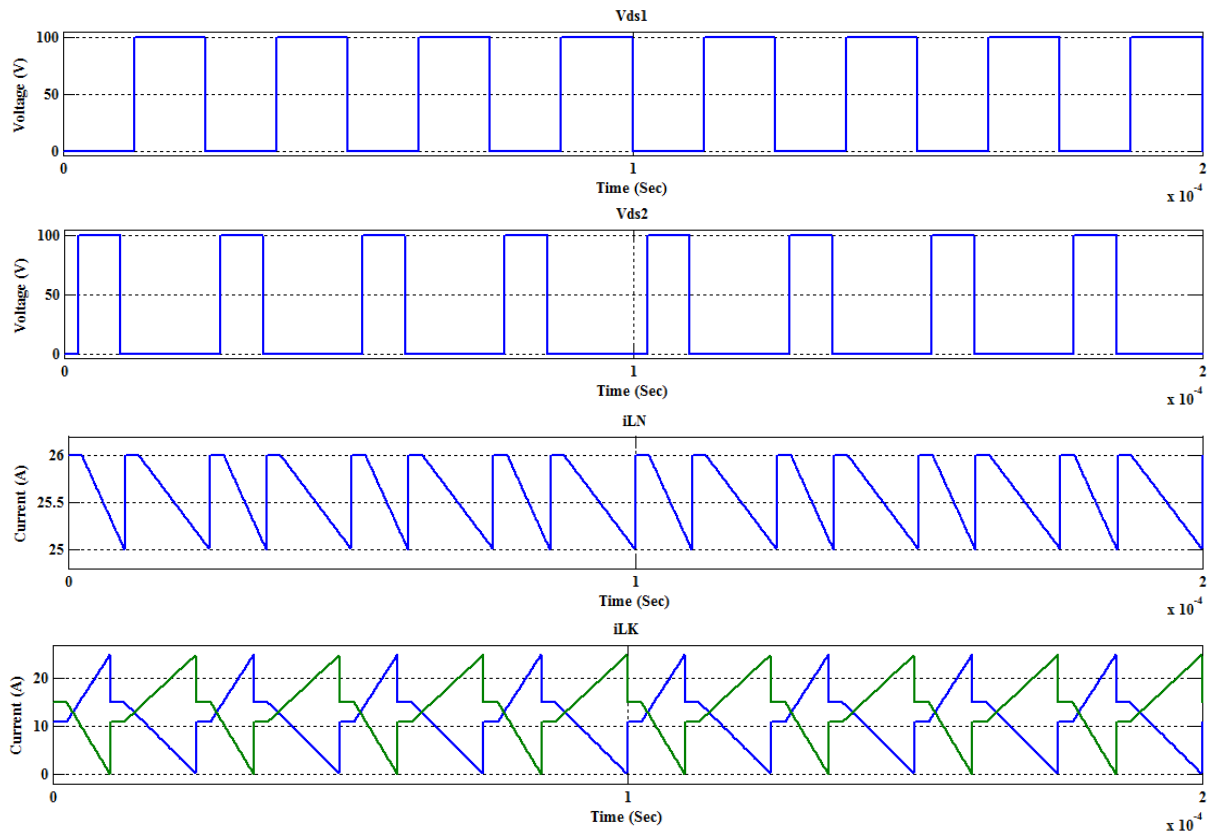 Vds1
Voltage (V)
100
50
0
0 1 2
Time (Sec)
x 10^-4
Vds2
Voltage (V)
100
50
0
0 1 2
Time (Sec)
x 10^-4
iLN
Current (A)
26
25.5
25
0 1 2
Time (Sec)
x 10^-4
iLK
Current (A)
20
10
0
0 1 2
Time (Sec)
x 10^-4